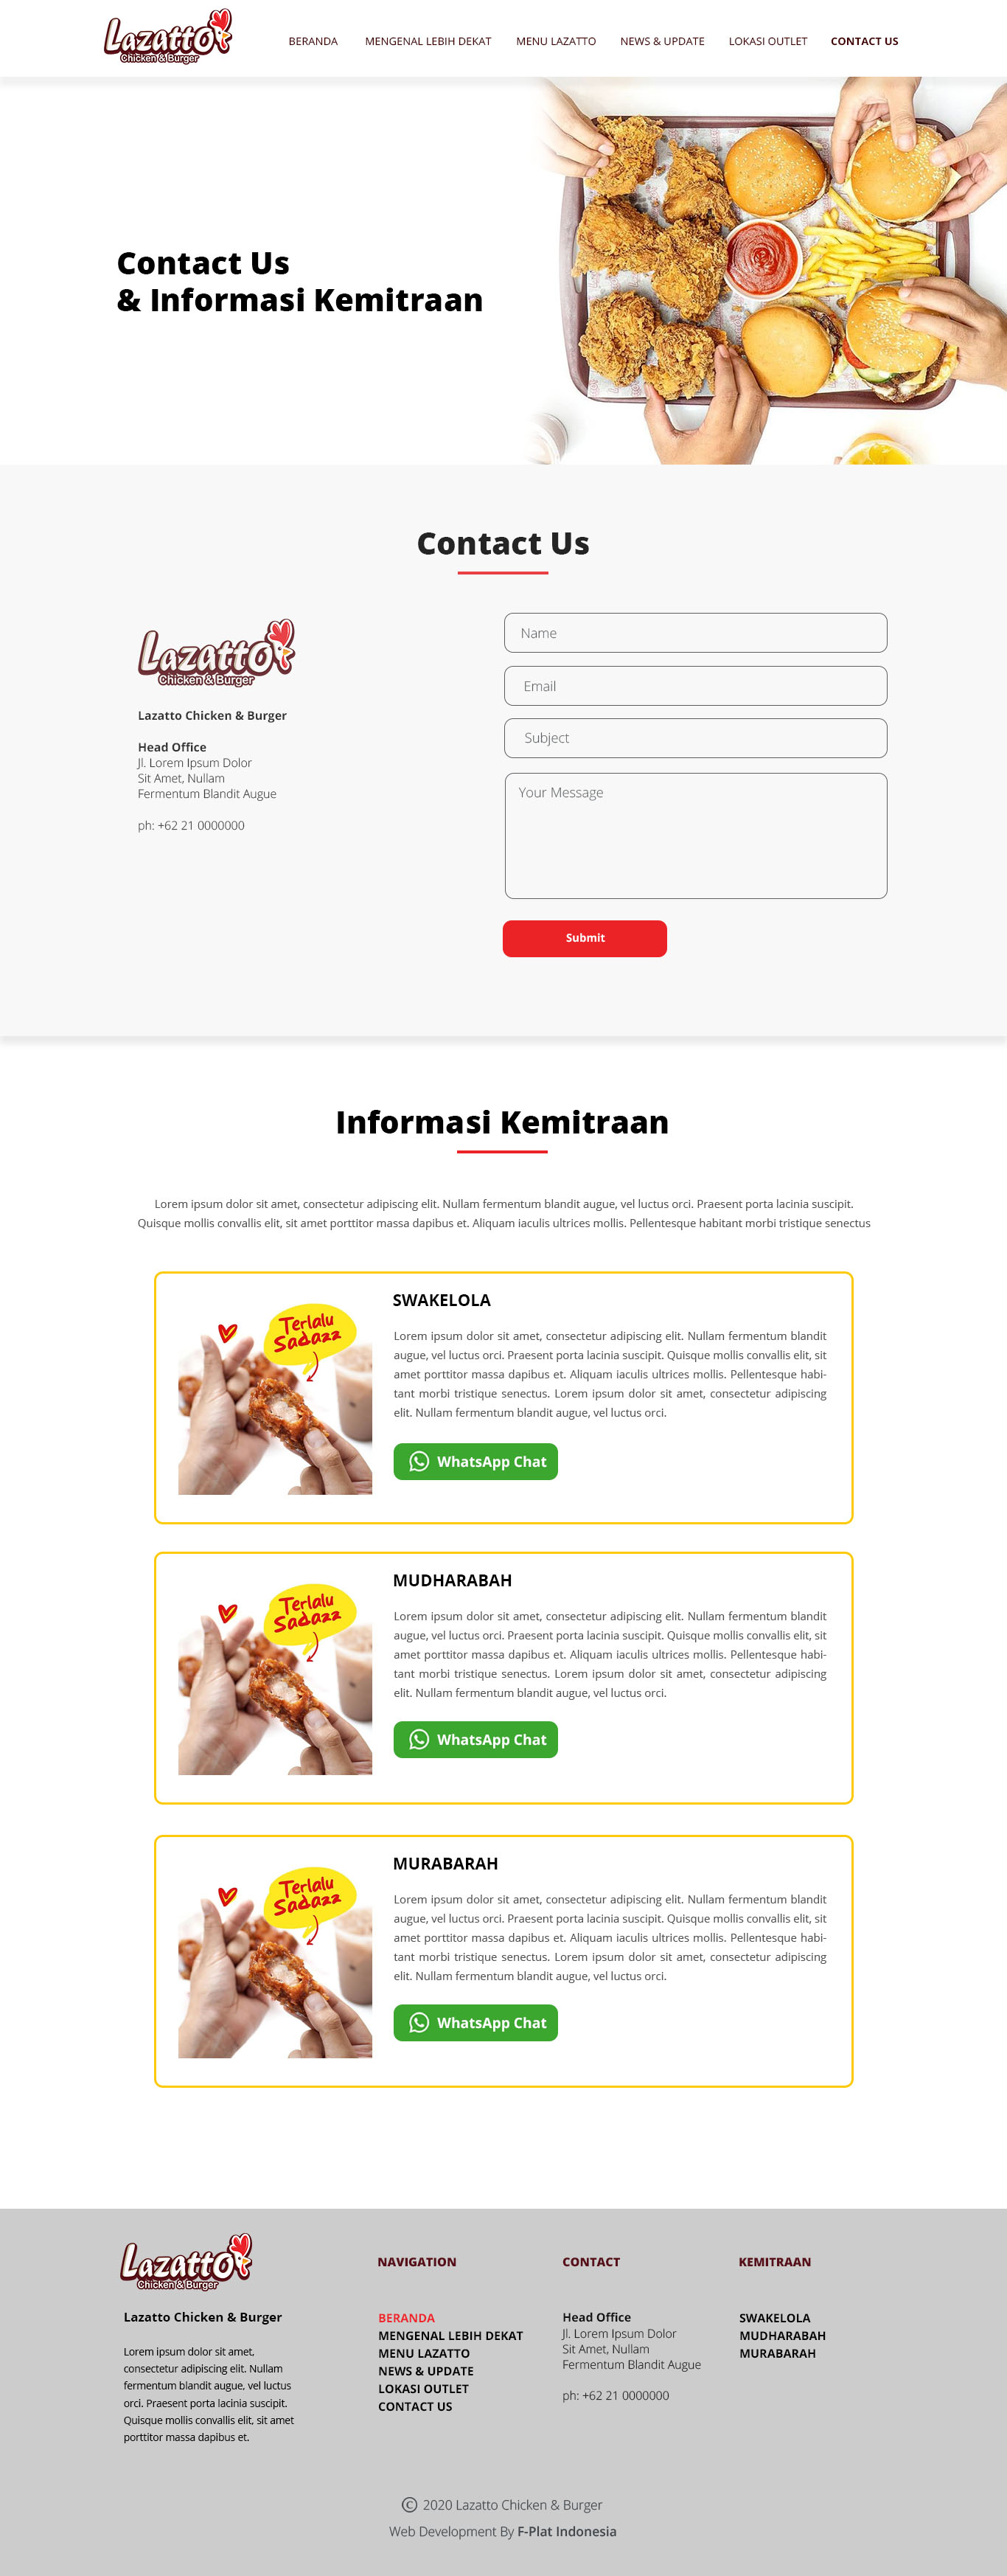 Lazatto
Chicken & Burger
BERANDA
MENGENAL LEBIH DEKAT
MENU LAZATTO
NEWS & UPDATE
LOKASI OUTLET
CONTACT US
Contact Us
& Informasi Kemitraan
Contact Us
Lazatto
Chicken & Burger
Lazatto Chicken & Burger
Head Office
Jl. Lorem Ipsum Dolor
Sit Amet, Nullam
Fermentum Blandit Augue
ph: +62 21 0000000
Name
Email
Subject
Your Message
Submit
Informasi Kemitraan
Lorem ipsum dolor sit amet, consectetur adipiscing elit. Nullam fermentum blandit augue, vel luctus orci. Praesent porta lacinia suscipit.
Quisque mollis convallis elit, sit amet porttitor massa dapibus et. Aliquam iaculis ultrices mollis. Pellentesque habitant morbi tristique senectus
Terlalu
Sadazz
SWAKELOLA
Lorem ipsum dolor sit amet, consectetur adipiscing elit. Nullam fermentum blandit
augue, vel luctus orci. Praesent porta lacinia suscipit. Quisque mollis convallis elit, sit
amet porttitor massa dapibus et. Aliquam iaculis ultrices mollis. Pellentesque habi-
tant morbi tristique senectus. Lorem ipsum dolor sit amet, consectetur adipiscing
elit. Nullam fermentum blandit augue, vel luctus orci.
WhatsApp Chat
Terlalu
Sadazz
MUDHARABAH
Lorem ipsum dolor sit amet, consectetur adipiscing elit. Nullam fermentum blandit
augue, vel luctus orci. Praesent porta lacinia suscipit. Quisque mollis convallis elit, sit
amet porttitor massa dapibus et. Aliquam iaculis ultrices mollis. Pellentesque habi-
tant morbi tristique senectus. Lorem ipsum dolor sit amet, consectetur adipiscing
elit. Nullam fermentum blandit augue, vel luctus orci.
WhatsApp Chat
Terlalu
Sadazz
MURABARAH
Lorem ipsum dolor sit amet, consectetur adipiscing elit. Nullam fermentum blandit
augue, vel luctus orci. Praesent porta lacinia suscipit. Quisque mollis convallis elit, sit
amet porttitor massa dapibus et. Aliquam iaculis ultrices mollis. Pellentesque habi-
tant morbi tristique senectus. Lorem ipsum dolor sit amet, consectetur adipiscing
elit. Nullam fermentum blandit augue, vel luctus orci.
WhatsApp Chat
Lazatto
Chicken & Burger
Lazatto Chicken & Burger
Lorem ipsum dolor sit amet,
consectetur adipiscing elit. Nullam
fermentum blandit augue, vel luctus
orci. Praesent porta lacinia suscipit.
Quisque mollis convallis elit, sit amet
porttitor massa dapibus et.
NAVIGATION
BERANDA
MENGENAL LEBIH DEKAT
MENU LAZATTO
NEWS & UPDATE
LOKASI OUTLET
CONTACT US
CONTACT
Head Office
Jl. Lorem Ipsum Dolor
Sit Amet, Nullam
Fermentum Blandit Augue
ph: +62 21 0000000
KEMITRAAN
SWAKELOLA
MUDHARABAH
MURABARAH
© 2020 Lazatto Chicken & Burger
Web Development By F-Plat Indonesia